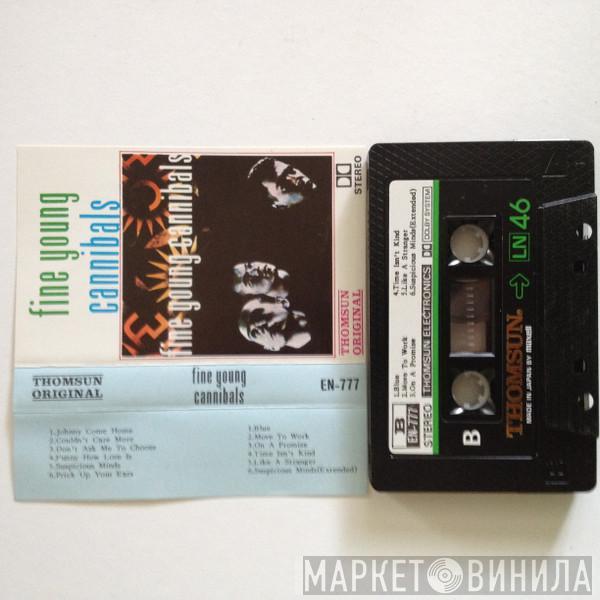 fine young
cannibals
fine young cannibals
STEREO
THOMSUN
ORIGINAL
THOMSUN
ORIGINAL
fine young
cannibals
EN-777
1.Johnny Come Home
2.Couldn't Care More
3.Don't Ask Me To Choose
4.Funny How Love Is
5.Suspicious Minds
6.Prick Up Your Ears
1.Blue
2.Move To Work
3.On A Promise
4.Time Isn't Kind
5.Like A Stranger
6.Suspicious Minds(Extended)
B
EN-777
STEREO
1.Blue
2.Move To Work
3.On A Promise
4.Time Isn't Kind
5.Like A Stranger
6.Suspicious Minds(Extended)
THOMSUN ELECTRONICS
DOLBY SYSTEM
B
THOMSUN.
MADE IN JAPAN BY maxell
LN 46
МАРКЕТ ВИНИЛА